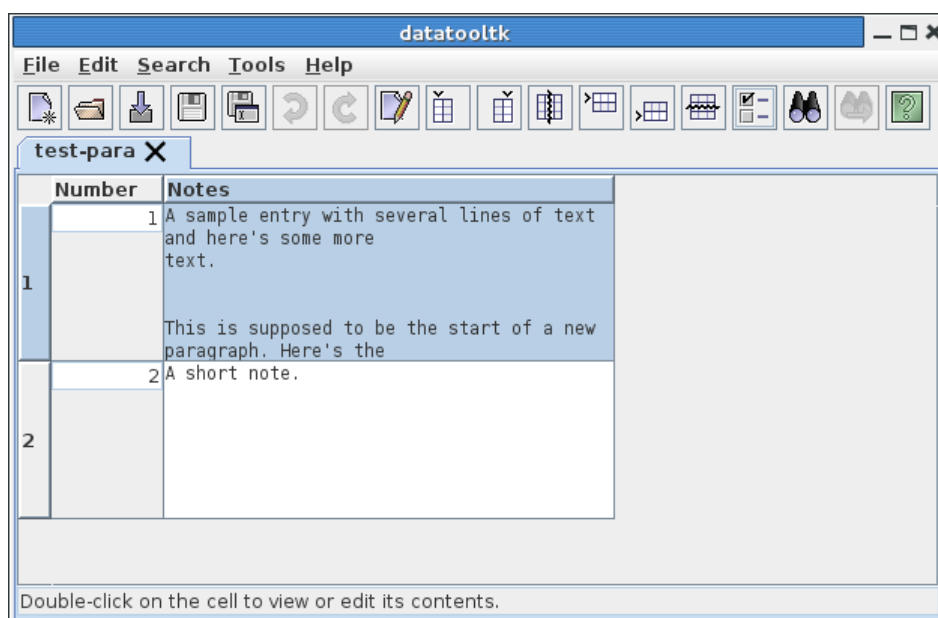 datatooltk
File Edit Search Tools Help
test-para
Number Notes
1 1 A sample entry with several lines of text
and here's some more
text.
This is supposed to be the start of a new
paragraph. Here's the
2 2 A short note.
Double-click on the cell to view or edit its contents.